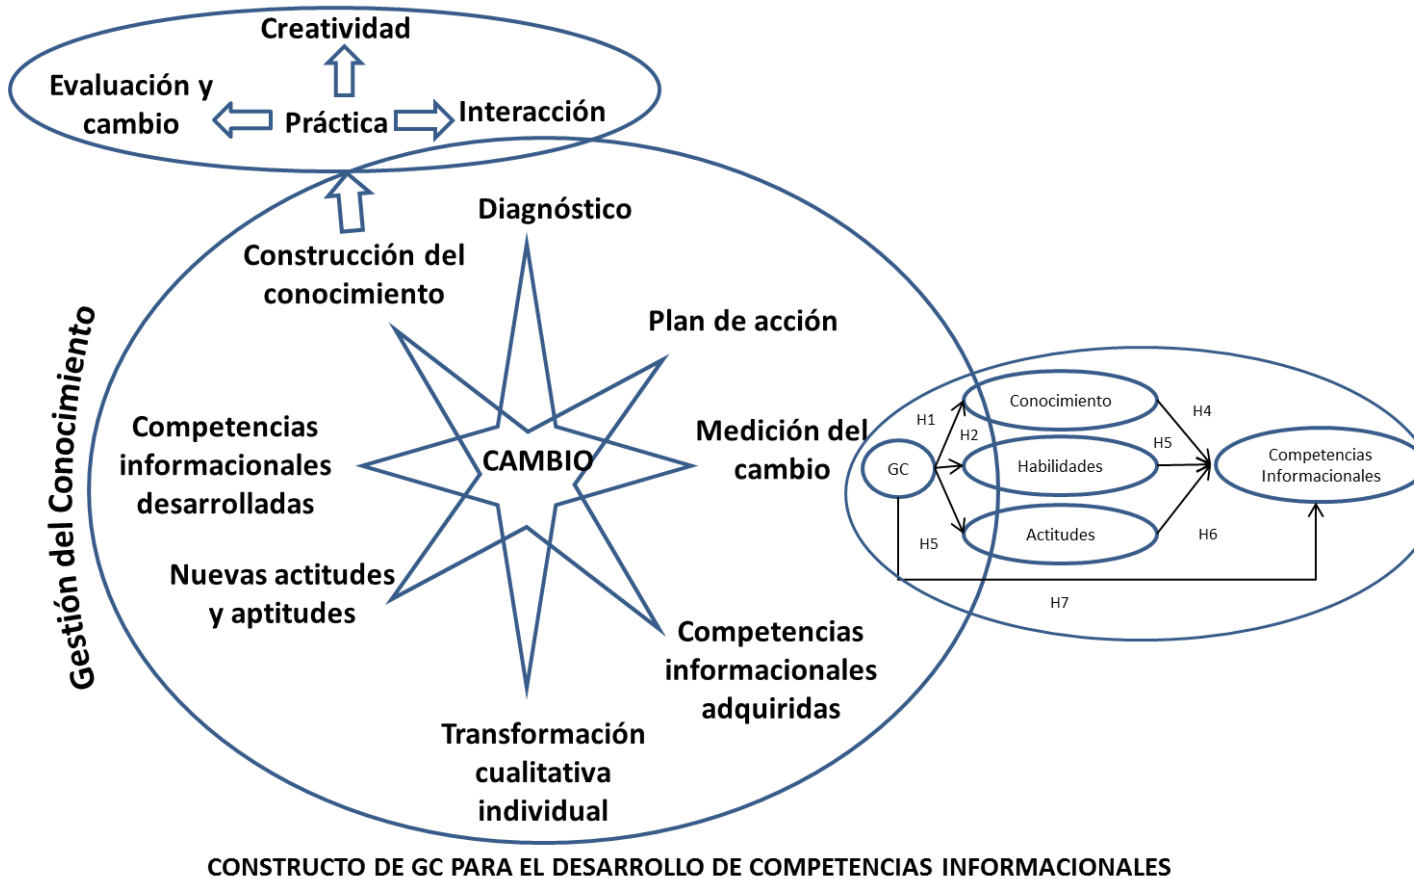 Creatividad
Evaluación y
cambio
Práctica
Interacción
Diagnóstico
Construcción del
conocimiento
Plan de acción
Gestión del Conocimiento
Competencias
informacionales
desarrolladas
CAMBIO
Medición del
cambio
Nuevas actitudes
y aptitudes
Competencias
informacionales
adquiridas
Transformación
cualitativa
individual
GC
H1
H2
H5
Conocimiento
Habilidades
Actitudes
H4
H5
H6
H7
Competencias
Informacionales
CONSTRUCTO DE GC PARA EL DESARROLLO DE COMPETENCIAS INFORMACIONALES